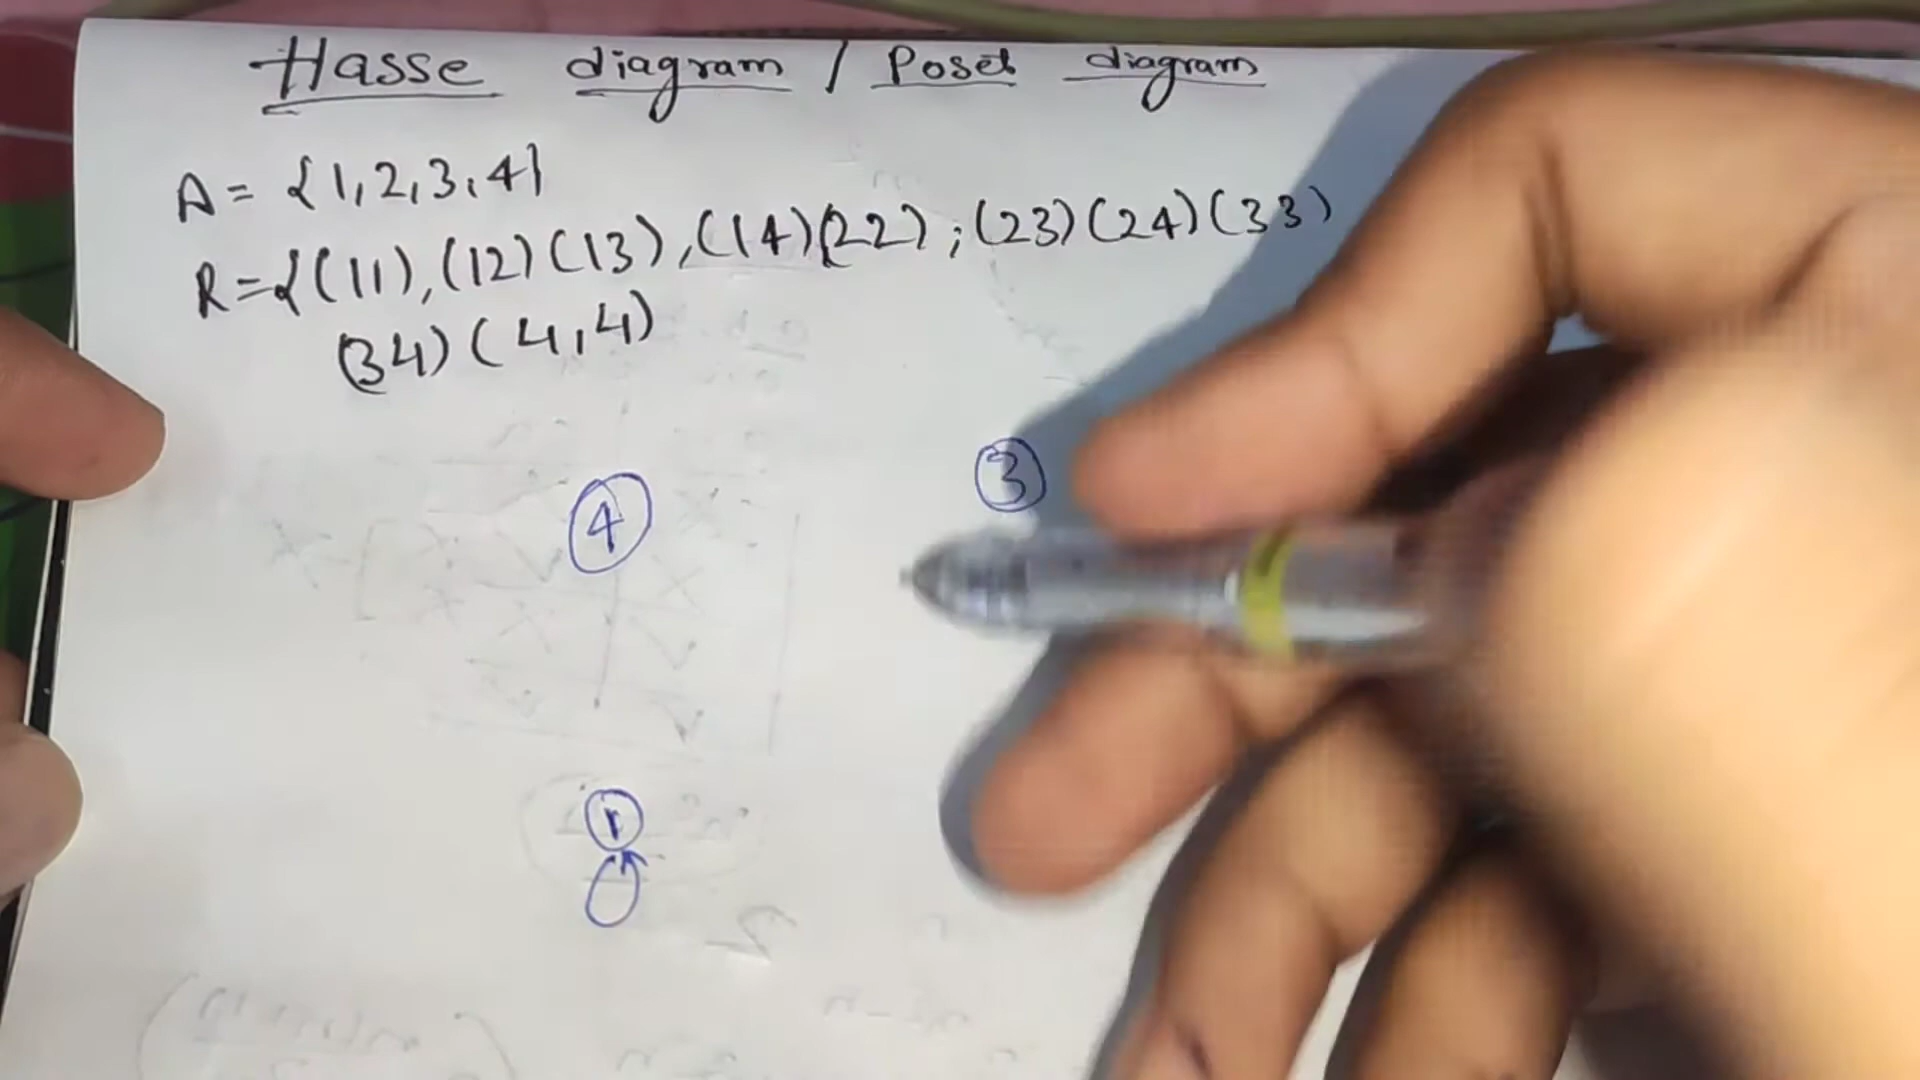 Hasse diagram / Poset diagram
A = {1,2,3,4}
R={(11),(12)(13),(14)(22);(23)(24)(33)
(34)(4,4)
3
4
1